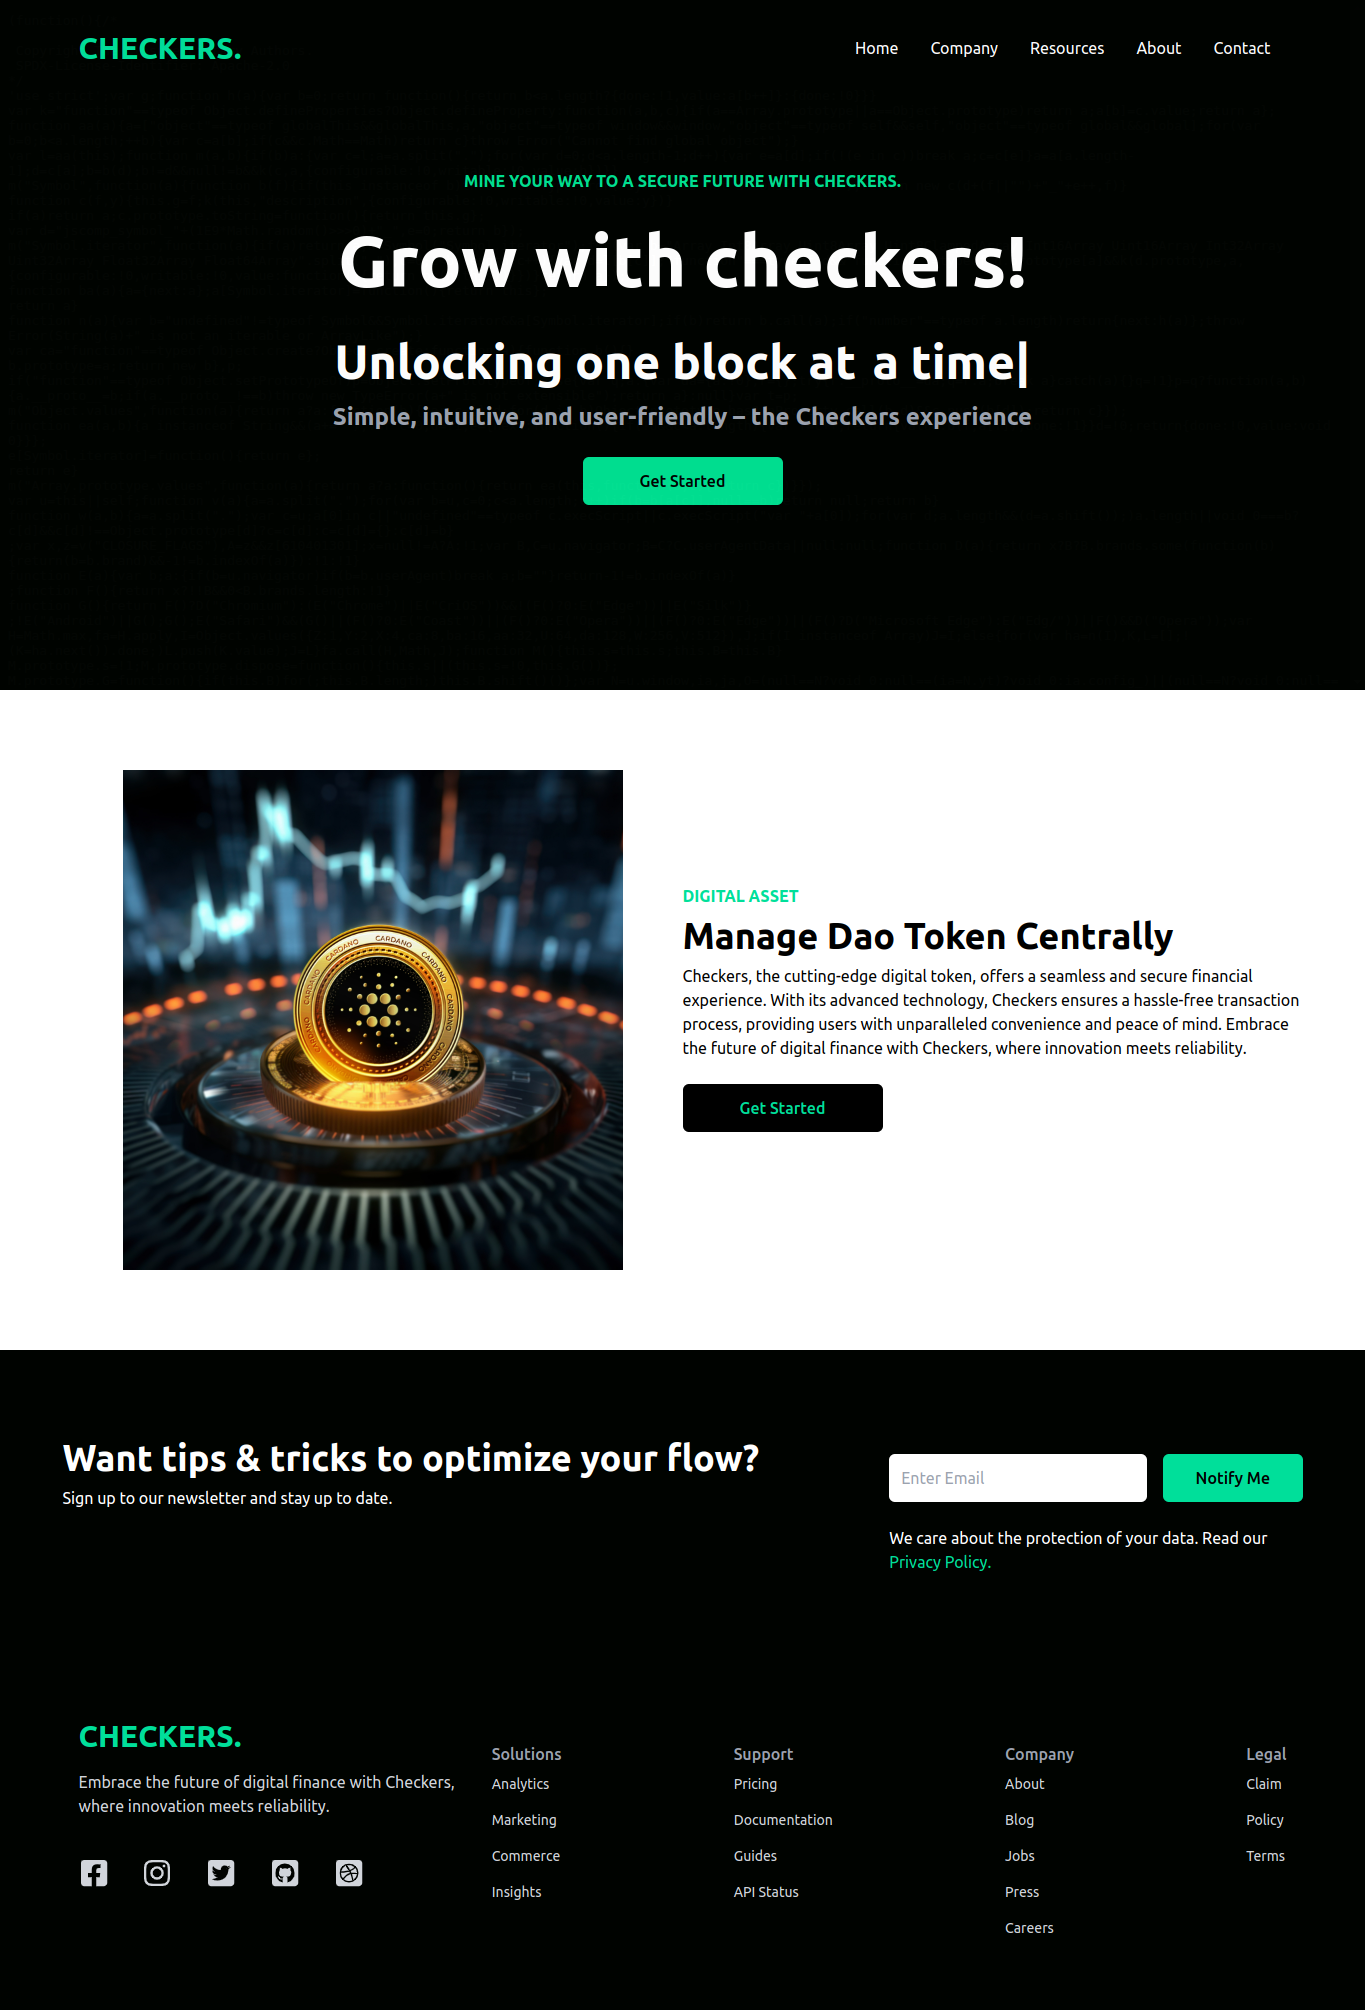 CHECKERS.
Home Company Resources About Contact
MINE YOUR WAY TO A SECURE FUTURE WITH CHECKERS.
Grow with checkers!
Unlocking one block at a time|
Simple, intuitive, and user-friendly – the Checkers experience
Get Started
CARDANO CARDANO CARDANO CARDANO CARDANO CARDANO CARDANO CARDANO
DIGITAL ASSET
Manage Dao Token Centrally
Checkers, the cutting-edge digital token, offers a seamless and secure financial
experience. With its advanced technology, Checkers ensures a hassle-free transaction
process, providing users with unparalleled convenience and peace of mind. Embrace
the future of digital finance with Checkers, where innovation meets reliability.
Get Started
Want tips & tricks to optimize your flow?
Sign up to our newsletter and stay up to date.
Enter Email
Notify Me
We care about the protection of your data. Read our
Privacy Policy.
CHECKERS.
Embrace the future of digital finance with Checkers,
where innovation meets reliability.
Solutions
Analytics
Marketing
Commerce
Insights
Support
Pricing
Documentation
Guides
API Status
Company
About
Blog
Jobs
Press
Careers
Legal
Claim
Policy
Terms